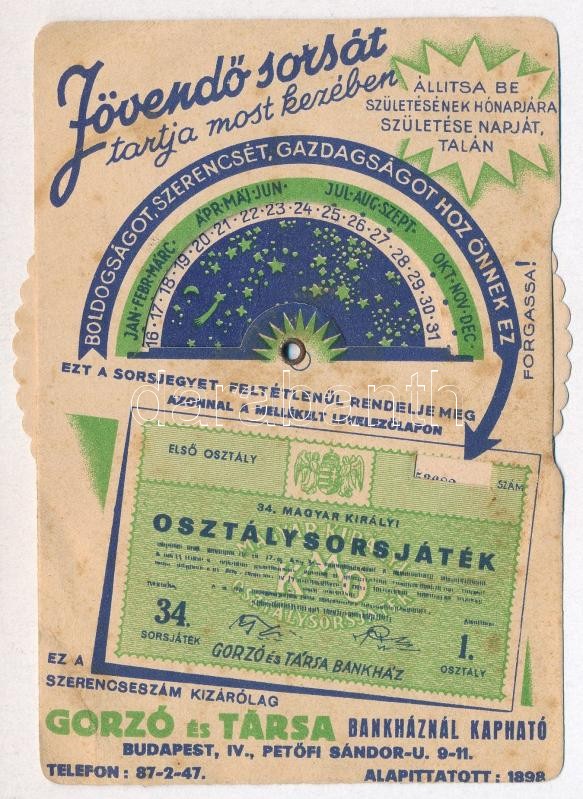 Jövendő sorsát
tartja most kezében
ÁLLITSA BE
SZÜLETÉSÉNEK HÓNAPJÁRA
SZÜLETÉSE NAPJÁT,
TALÁN
BOLDOGSÁGOT, SZERENCSÉT, GAZDAGSÁGOT HOZ ÖNNEK EZ
FORGASSA!
JAN·FEBR·MÁRC· ÁPR·MÁJ·JUN· JUL·AUG·SZEPT· OKT·NOV·DEC·
16·17·18·19·20·21·22·23·24·25·26·27·28·29·30·31
EZT A SORSJEGYET FELTÉTLENÜL RENDELJE MEG
AZONNAL A MELLÉKELT LEVELEZŐLAPON
darabanth
ELSŐ OSZTÁLY
SZÁM
34. MAGYAR KIRÁLYI
OSZTÁLYSORSJÁTÉK
34.
SORSJÁTÉK
1.
OSZTÁLY
GORZÓ ÉS TÁRSA BANKHÁZ
EZ A
SZERENCSESZÁM KIZÁRÓLAG
GORZÓ ÉS TÁRSA BANKHÁZNÁL KAPHATÓ
BUDAPEST, IV., PETŐFI SÁNDOR-U. 9-11.
TELEFON : 87-2-47. ALAPITTATOTT : 1898